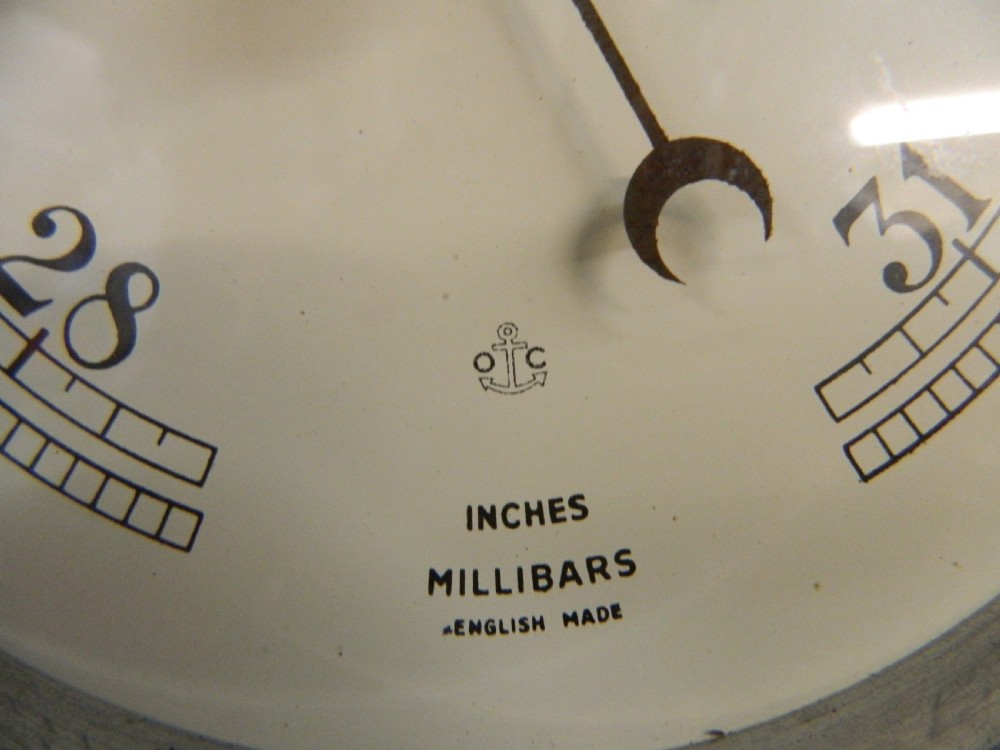 28
31
O C
INCHES
MILLIBARS
ENGLISH MADE